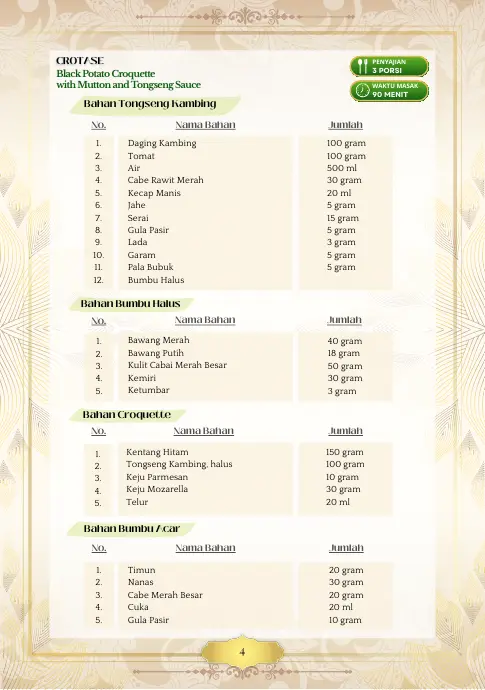 CROTASE
Black Potato Croquette
with Mutton and Tongseng Sauce
PENYAJIAN
3 PORSI
WAKTU MASAK
90 MENIT
Bahan Tongseng Kambing
No. Nama Bahan Jumlah
1. Daging Kambing 100 gram
2. Tomat 100 gram
3. Air 500 ml
4. Cabe Rawit Merah 30 gram
5. Kecap Manis 20 ml
6. Jahe 5 gram
7. Serai 15 gram
8. Gula Pasir 5 gram
9. Lada 3 gram
10. Garam 5 gram
11. Pala Bubuk 5 gram
12. Bumbu Halus
Bahan Bumbu Halus
No. Nama Bahan Jumlah
1. Bawang Merah 40 gram
2. Bawang Putih 18 gram
3. Kulit Cabai Merah Besar 50 gram
4. Kemiri 30 gram
5. Ketumbar 3 gram
Bahan Croquette
No. Nama Bahan Jumlah
1. Kentang Hitam 150 gram
2. Tongseng Kambing, halus 100 gram
3. Keju Parmesan 10 gram
4. Keju Mozarella 30 gram
5. Telur 20 ml
Bahan Bumbu Acar
No. Nama Bahan Jumlah
1. Timun 20 gram
2. Nanas 30 gram
3. Cabe Merah Besar 20 gram
4. Cuka 20 ml
5. Gula Pasir 10 gram
4